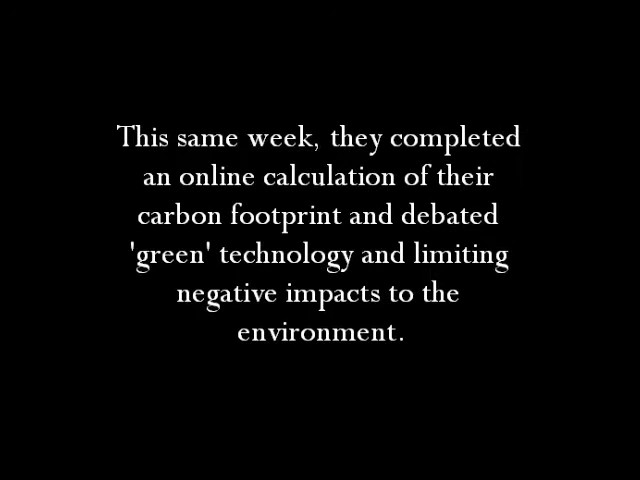 This same week, they completed
an online calculation of their
carbon footprint and debated
'green' technology and limiting
negative impacts to the
environment.